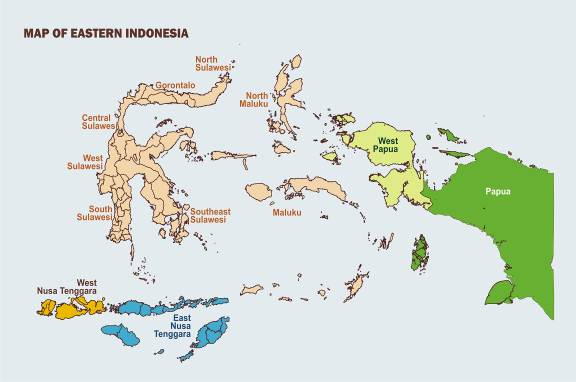 MAP OF EASTERN INDONESIA
North
Sulawesi
Gorontalo
North
Maluku
Central
Sulawes
West
Sulawesi
South
Sulawesi
Southeast
Sulawesi
Maluku
West
Papua
Papua
West
Nusa Tenggara
East
Nusa
Tenggara